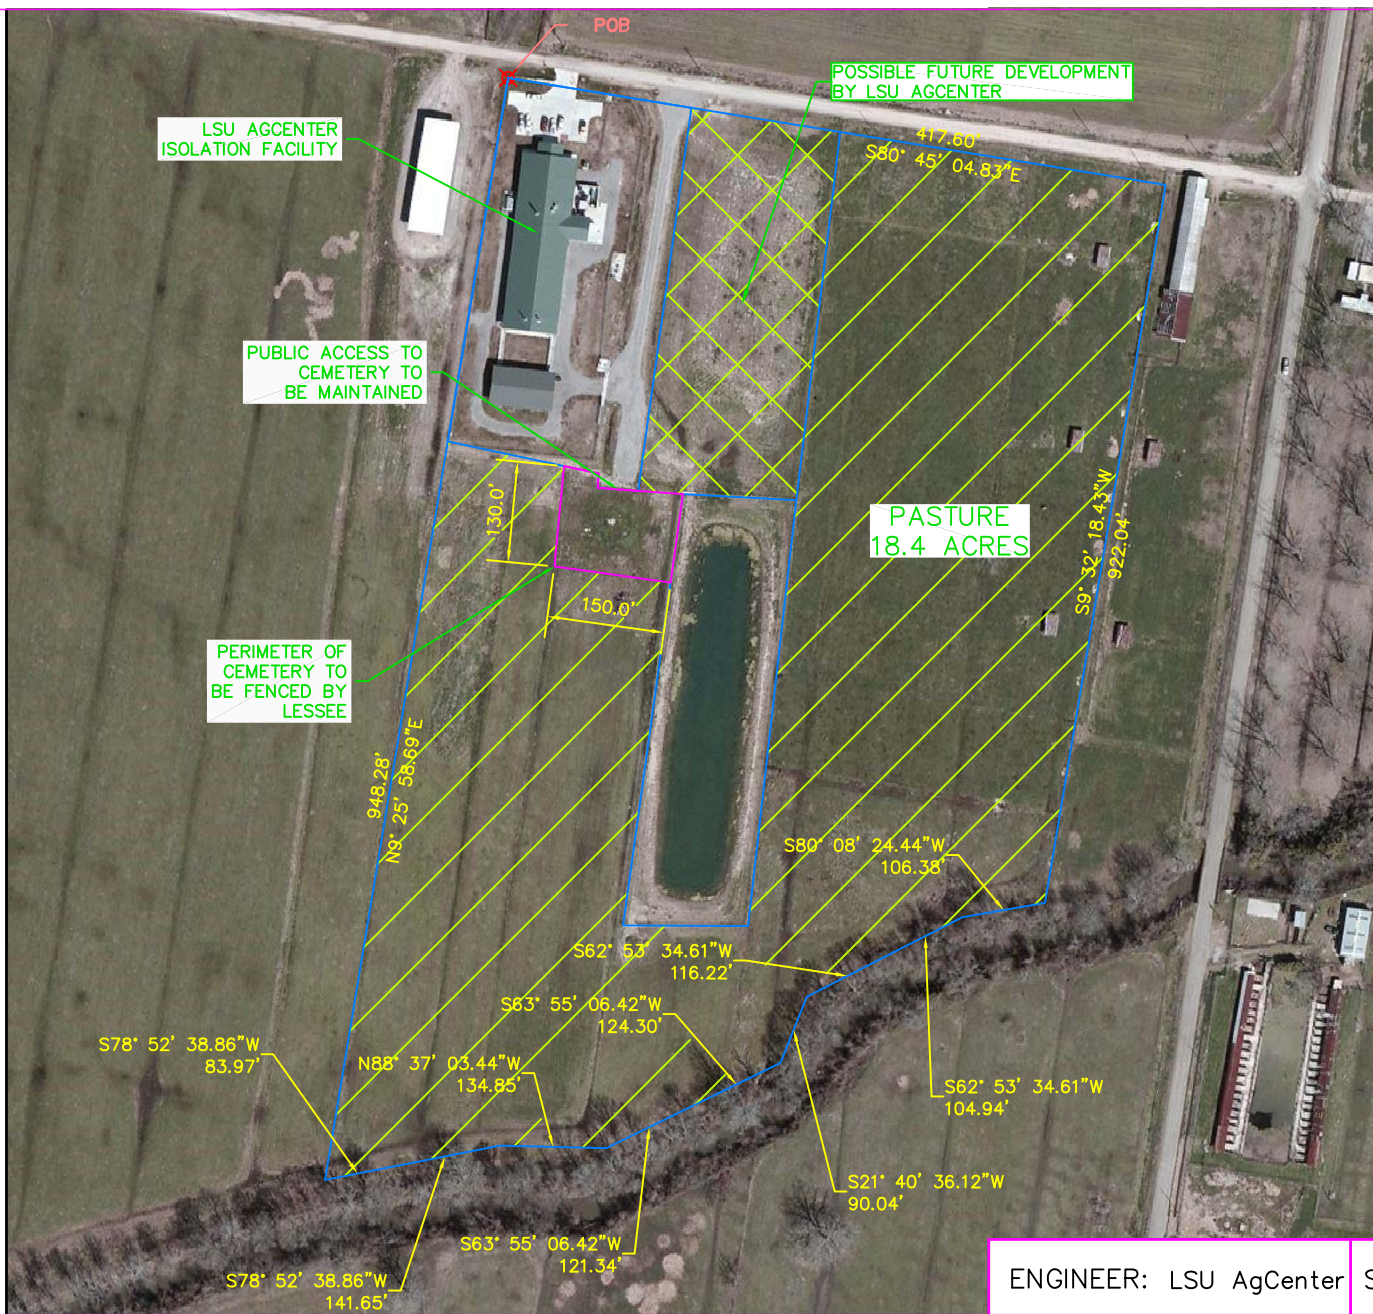 POB
POSSIBLE FUTURE DEVELOPMENT
BY LSU AGCENTER
LSU AGCENTER
ISOLATION FACILITY
417.60'
S80° 45' 04.83"E
PUBLIC ACCESS TO
CEMETERY TO
BE MAINTAINED
130.0'
PASTURE
18.4 ACRES
S9° 32' 18.43"W
922.04'
150.0'
PERIMETER OF
CEMETERY TO
BE FENCED BY
LESSEE
948.28'
N9° 25' 58.69"E
S80° 08' 24.44"W
106.38'
S62° 53' 34.61"W
116.22'
S63° 55' 06.42"W
124.30'
S78° 52' 38.86"W
83.97'
N88° 37' 03.44"W
134.85'
S62° 53' 34.61"W
104.94'
S21° 40' 36.12"W
90.04'
S63° 55' 06.42"W
121.34'
S78° 52' 38.86"W
141.65'
ENGINEER: LSU AgCenter
S